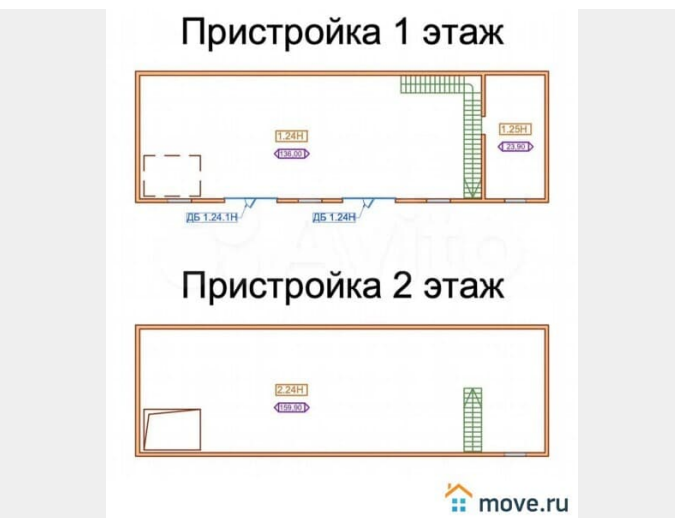 Пристройка 1 этаж
1.24Н
136.00
1.25Н
23.90
ДБ 1.24.1Н
ДБ 1.24Н
Avito
Пристройка 2 этаж
2.24Н
159.90
move.ru